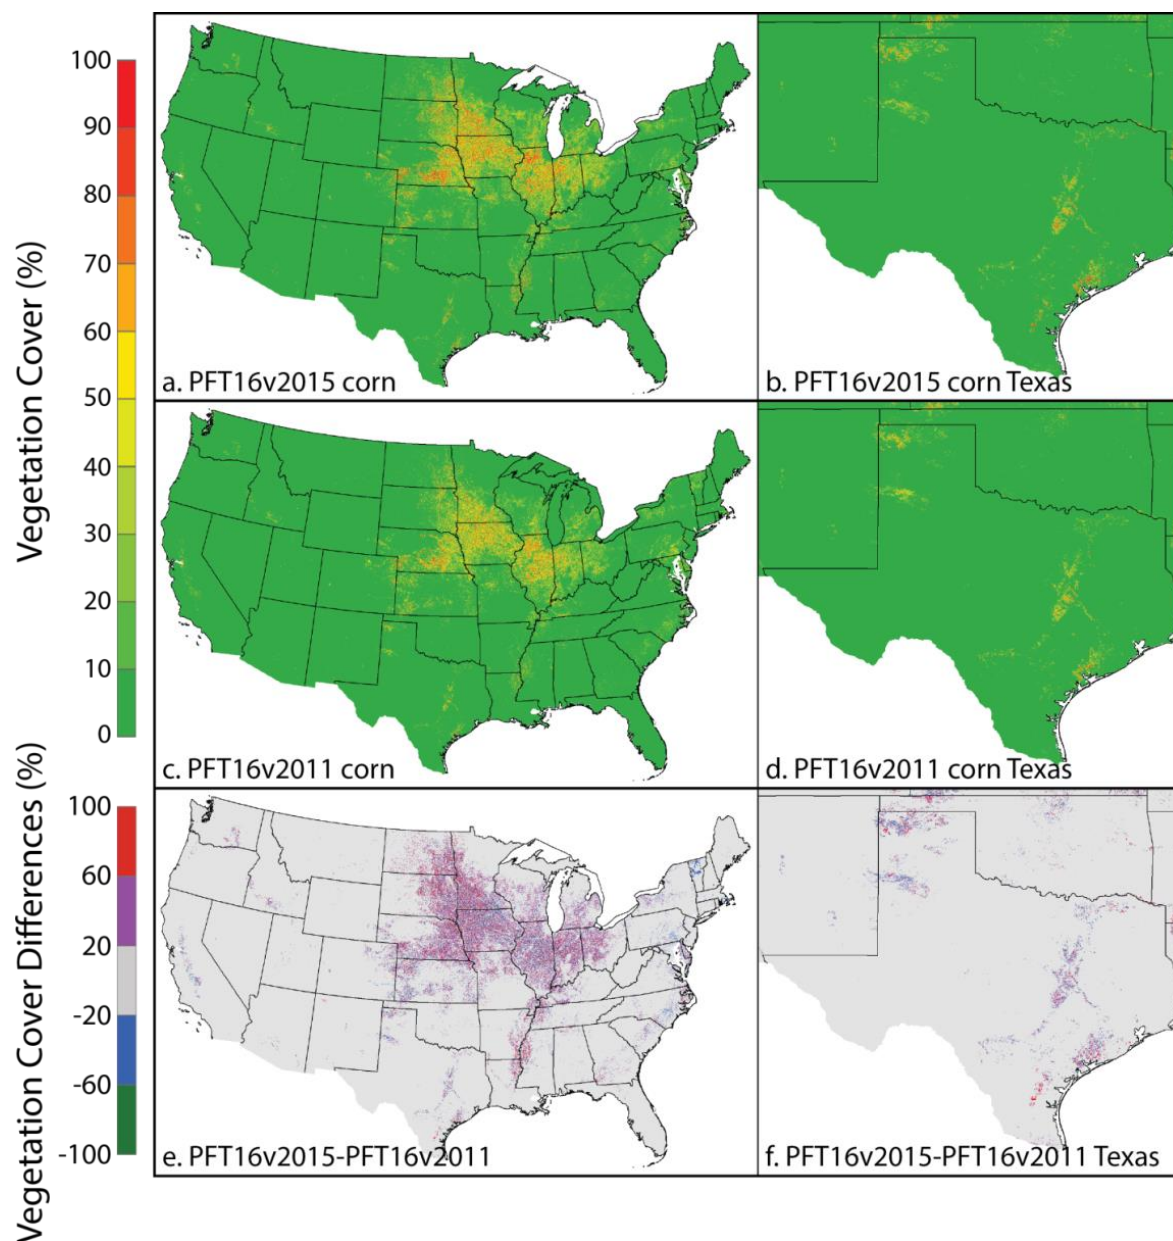 Vegetation Cover (%)
100
90
80
70
60
50
40
30
20
10
0
a. PFT16v2015 corn
b. PFT16v2015 corn Texas
c. PFT16v2011 corn
d. PFT16v2011 corn Texas
Vegetation Cover Differences (%)
100
60
20
-20
-60
-100
e. PFT16v2015-PFT16v2011
f. PFT16v2015-PFT16v2011 Texas